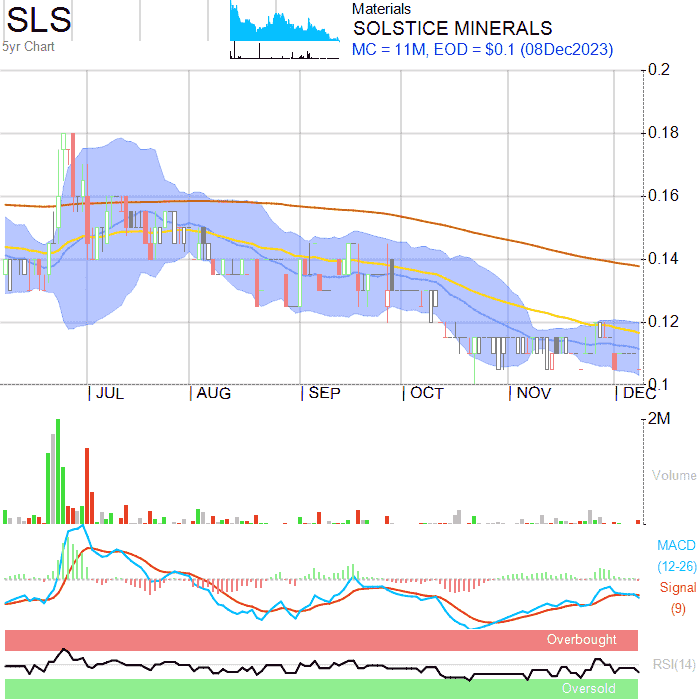 SLS
5yr Chart
Materials
SOLSTICE MINERALS
MC = 11M, EOD = $0.1 (08Dec2023)
0.2
0.18
0.16
0.14
0.12
0.1
JUL AUG SEP OCT NOV DEC
2M
Volume
MACD
(12-26)
Signal
(9)
Overbought
RSI(14)
Oversold